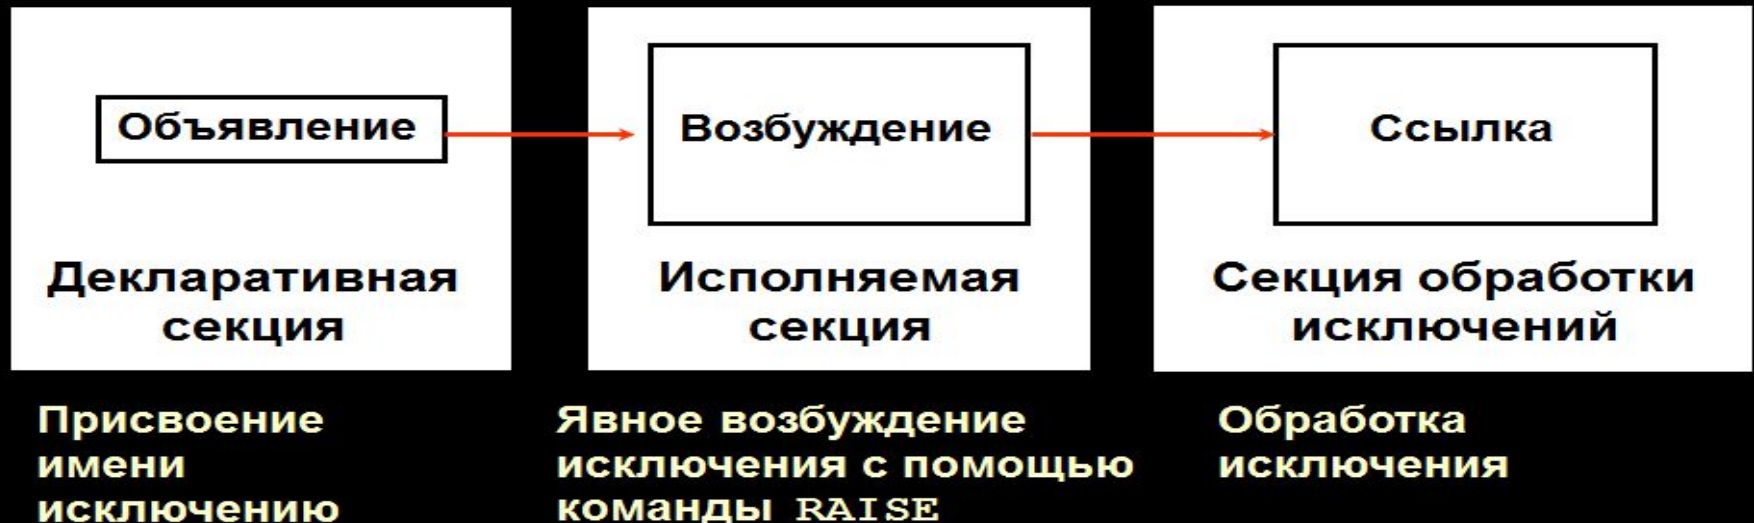 Объявление
Декларативная
секция
Присвоение
имени
исключению
Возбуждение
Исполняемая
секция
Явное возбуждение
исключения с помощью
команды RAISE
Ссылка
Секция обработки
исключений
Обработка
исключения